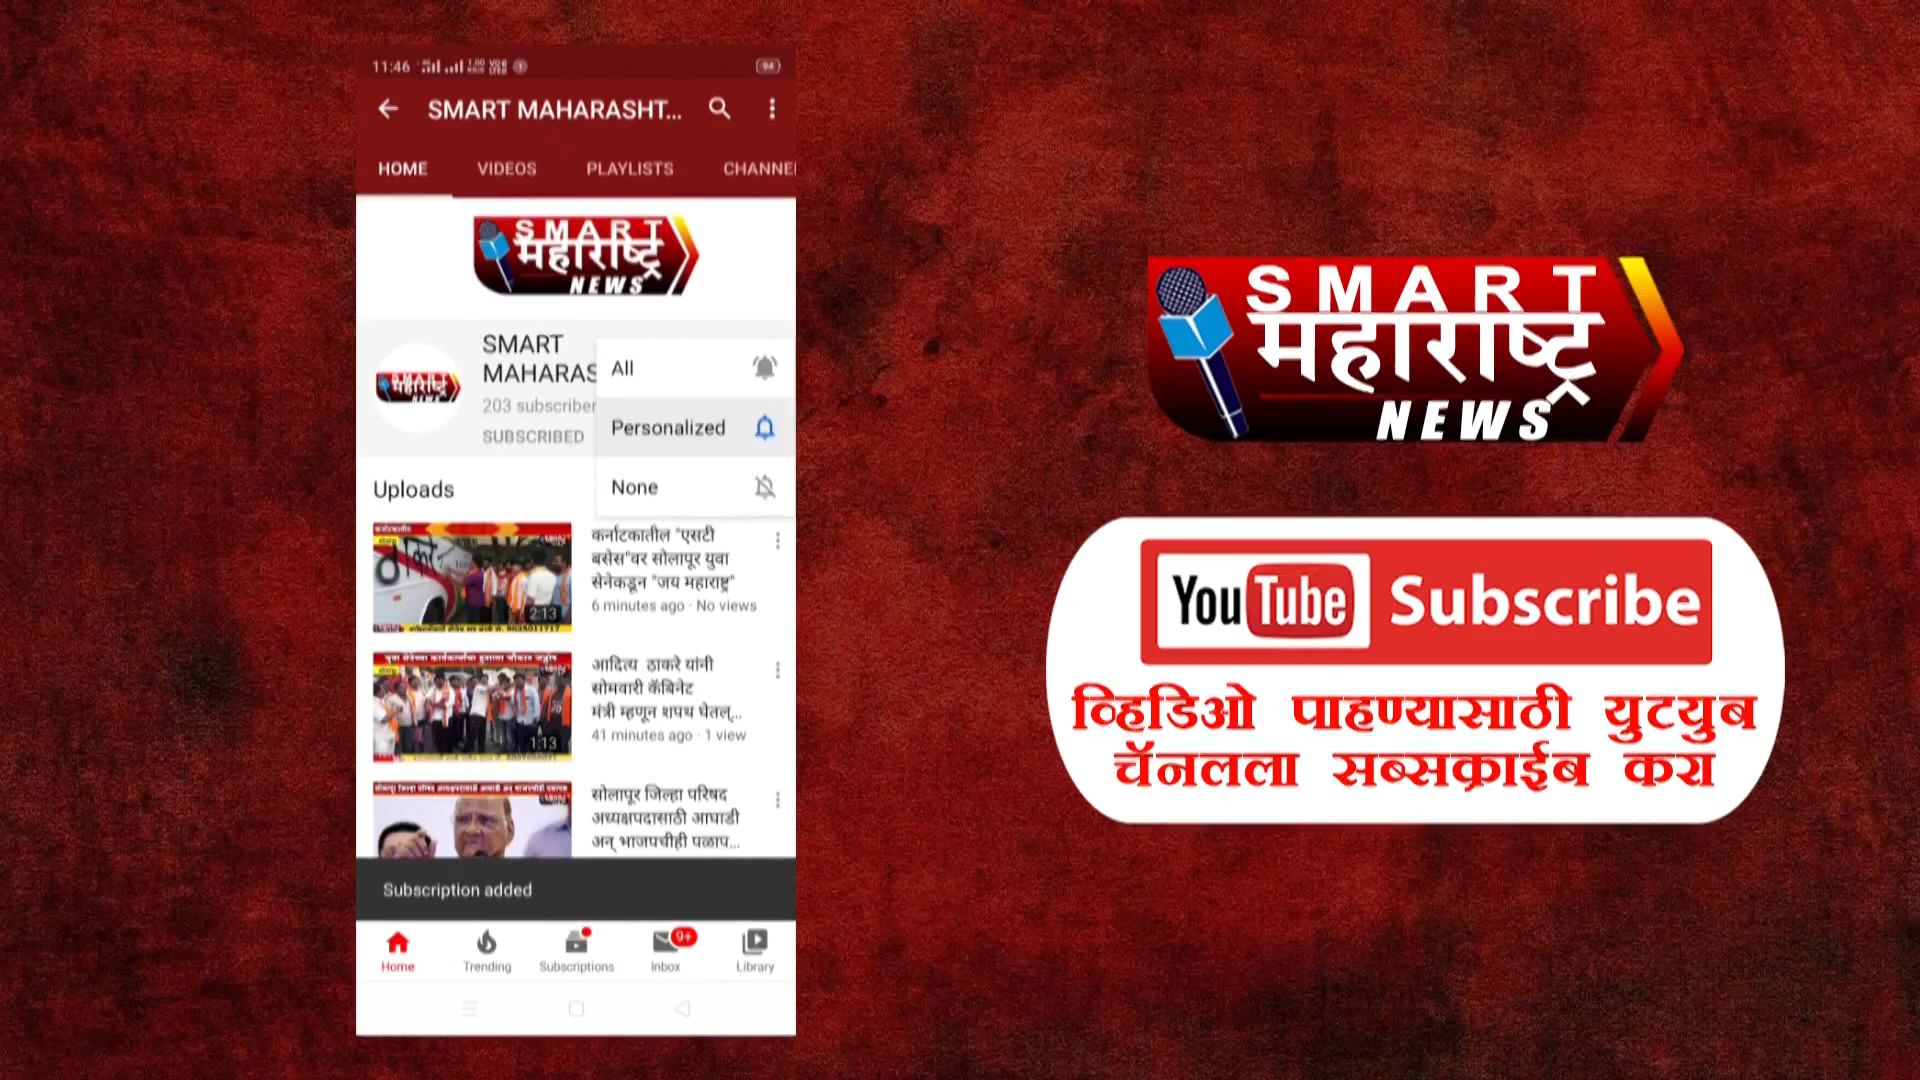 11:46
94
SMART MAHARASHT...
HOME VIDEOS PLAYLISTS CHANNEL
SMART
महाराष्ट्र
NEWS
SMART
MAHARAS
203 subscriber
SUBSCRIBED
All
Personalized
None
Uploads
कर्नाटकातील "एसटी
बसेस"वर सोलापूर युवा
सेनेकडून "जय महाराष्ट्र"
6 minutes ago · No views
2:13
आदित्य ठाकरे यांनी
सोमवारी कॅबिनेट
मंत्री म्हणून शपथ घेतल्...
41 minutes ago · 1 view
1:13
सोलापूर जिल्हा परिषद
अध्यक्षपदासाठी आघाडी
अन् भाजपचीही पळाप...
Subscription added
9+
Home Trending Subscriptions Inbox Library
SMART
महाराष्ट्र
NEWS
YouTube Subscribe
व्हिडिओ पाहण्यासाठी युटयुब
चॅनलला सब्सक्राईब करा